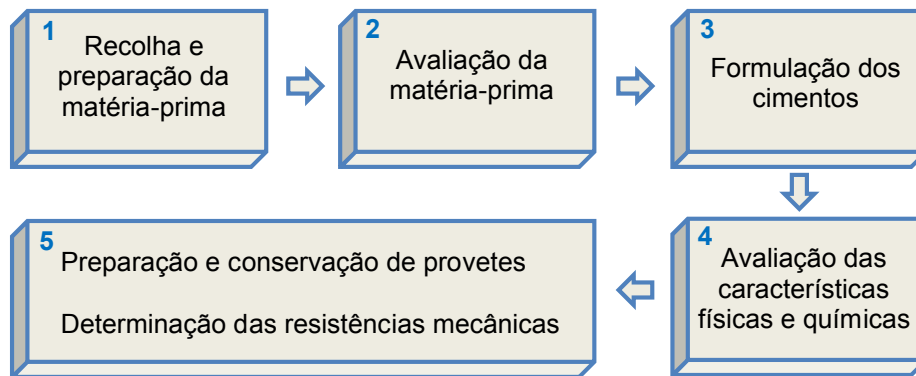 1
Recolha e
preparação da
matéria-prima
2
Avaliação da
matéria-prima
3
Formulação dos
cimentos
4
Avaliação das
características
físicas e químicas
5
Preparação e conservação de provetes
Determinação das resistências mecânicas